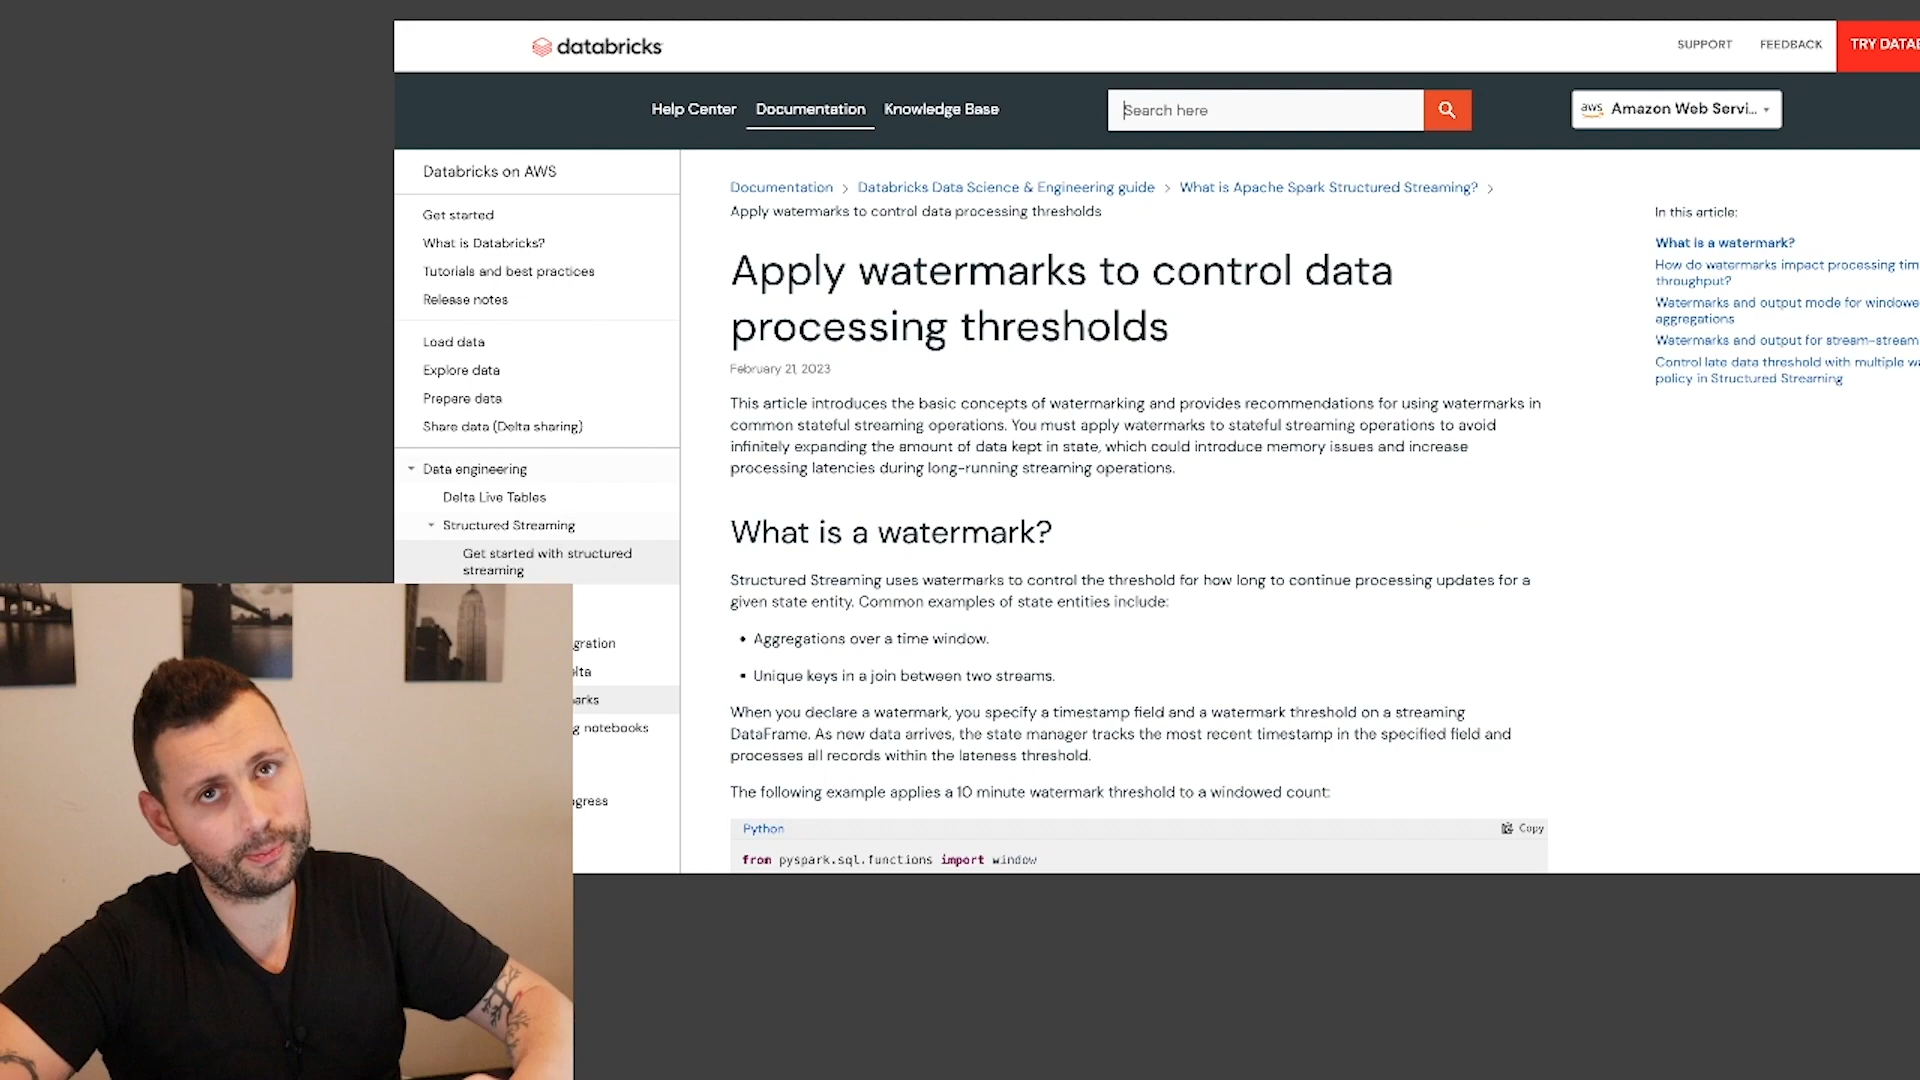 databricks
SUPPORT
FEEDBACK
TRY DATAB
Help Center
Documentation
Knowledge Base
Search here
aws Amazon Web Servi...
Databricks on AWS
Get started
What is Databricks?
Tutorials and best practices
Release notes
Load data
Explore data
Prepare data
Share data (Delta sharing)
Data engineering
Delta Live Tables
Structured Streaming
Get started with structured
streaming
gration
lta
arks
g notebooks
gress
Documentation > Databricks Data Science & Engineering guide > What is Apache Spark Structured Streaming? >
Apply watermarks to control data processing thresholds
Apply watermarks to control data
processing thresholds
February 21, 2023
This article introduces the basic concepts of watermarking and provides recommendations for using watermarks in
common stateful streaming operations. You must apply watermarks to stateful streaming operations to avoid
infinitely expanding the amount of data kept in state, which could introduce memory issues and increase
processing latencies during long-running streaming operations.
What is a watermark?
Structured Streaming uses watermarks to control the threshold for how long to continue processing updates for a
given state entity. Common examples of state entities include:
• Aggregations over a time window.
• Unique keys in a join between two streams.
When you declare a watermark, you specify a timestamp field and a watermark threshold on a streaming
DataFrame. As new data arrives, the state manager tracks the most recent timestamp in the specified field and
processes all records within the lateness threshold.
The following example applies a 10 minute watermark threshold to a windowed count:
Python
Copy
from pyspark.sql.functions import window
In this article:
What is a watermark?
How do watermarks impact processing tim
throughput?
Watermarks and output mode for windowe
aggregations
Watermarks and output for stream-stream
Control late data threshold with multiple wa
policy in Structured Streaming